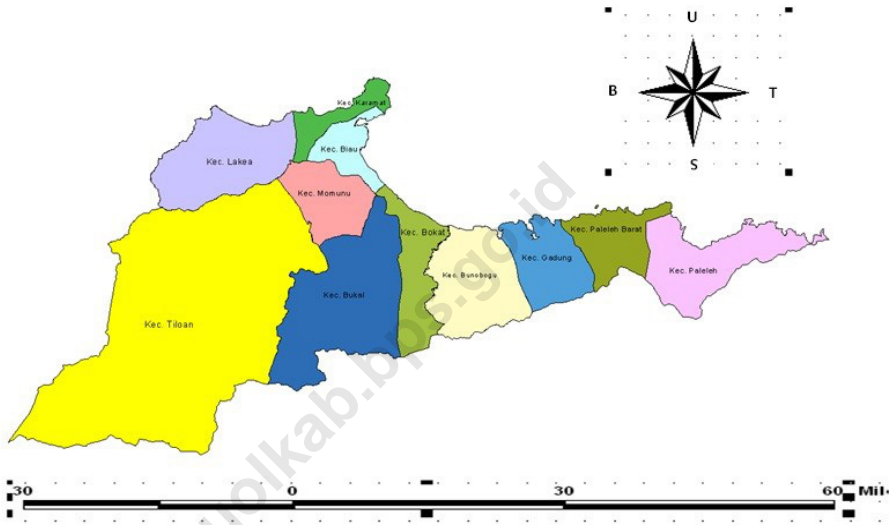 U
B
T
S
Kec. Karamat
Kec. Biau
Kec. Lakea
Kec. Momunu
Kec. Bokat
Kec. Paleleh Barat
Kec. Gadung
Kec. Bunobogu
Kec. Paleleh
Kec. Bukal
Kec. Tiloan
uolkab.bps.go.id
30 0 30 60 Mil